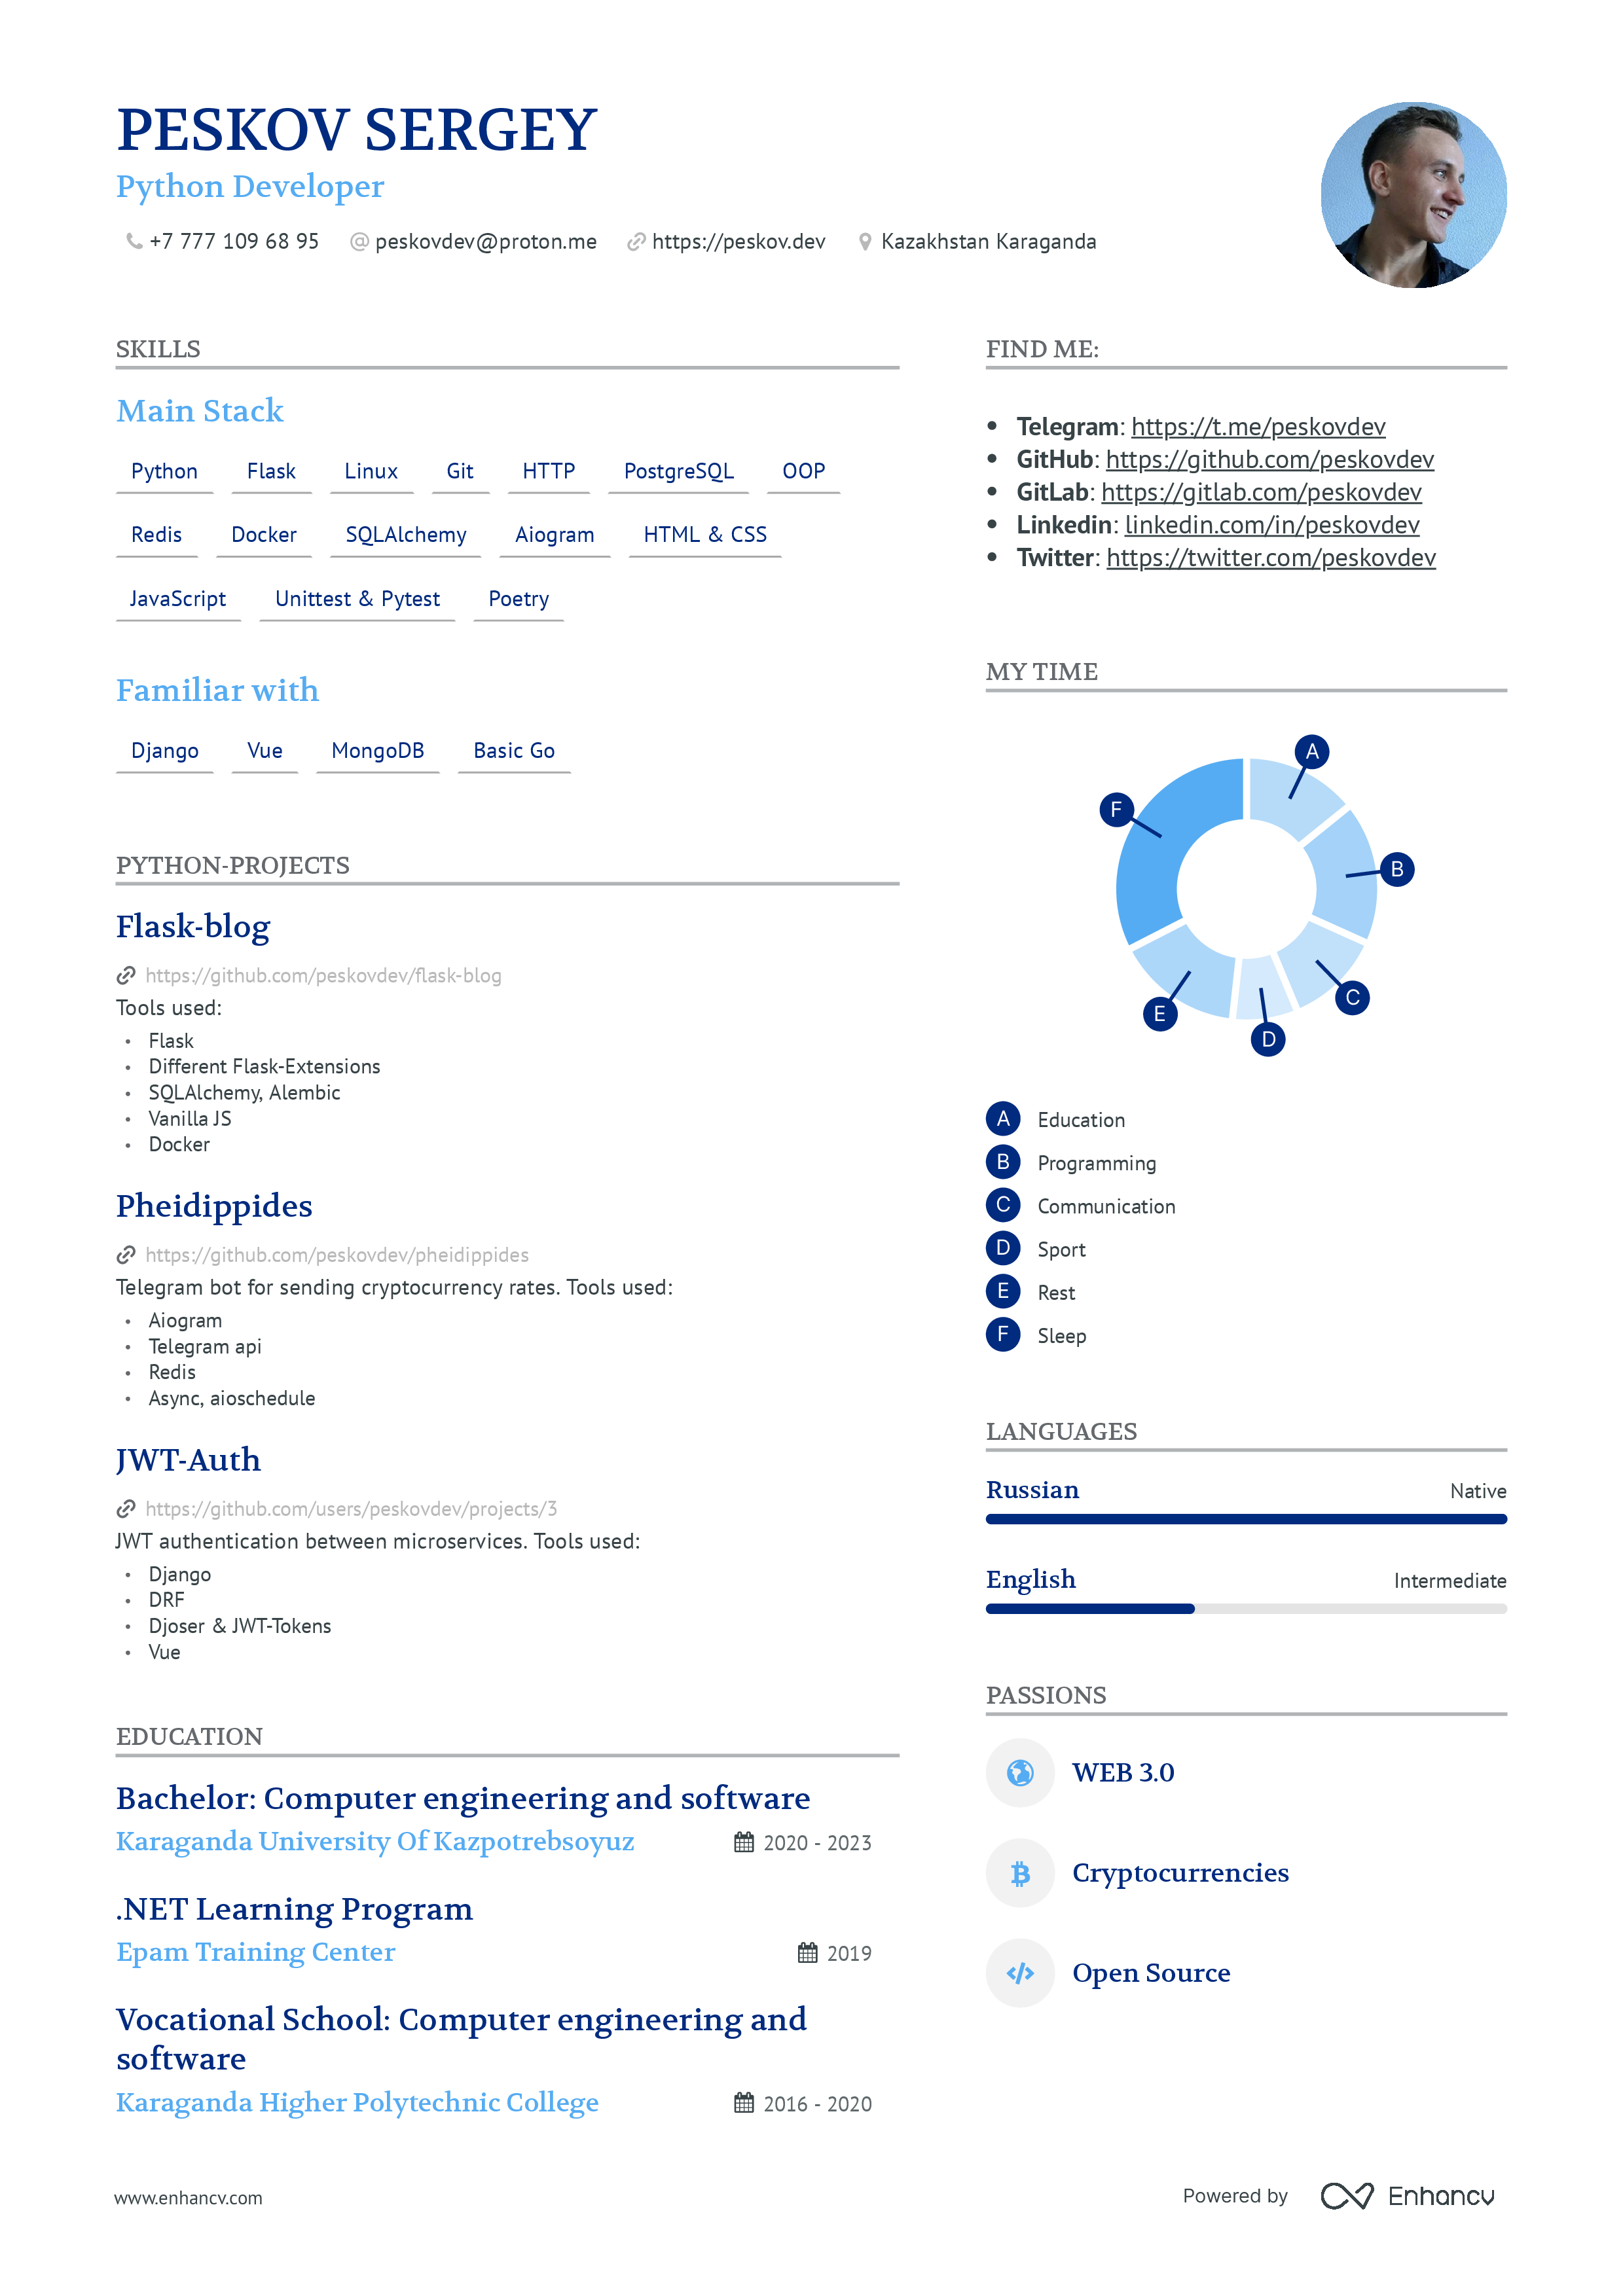 PESKOV SERGEY
Python Developer
+7 777 109 68 95 peskovdev@proton.me https://peskov.dev Kazakhstan Karaganda
SKILLS
Main Stack
Python Flask Linux Git HTTP PostgreSQL OOP
Redis Docker SQLAlchemy Aiogram HTML & CSS
JavaScript Unittest & Pytest Poetry
Familiar with
Django Vue MongoDB Basic Go
PYTHON-PROJECTS
Flask-blog
https://github.com/peskovdev/flask-blog
Tools used:
• Flask
• Different Flask-Extensions
• SQLAlchemy, Alembic
• Vanilla JS
• Docker
Pheidippides
https://github.com/peskovdev/pheidippides
Telegram bot for sending cryptocurrency rates. Tools used:
• Aiogram
• Telegram api
• Redis
• Async, aioschedule
JWT-Auth
https://github.com/users/peskovdev/projects/3
JWT authentication between microservices. Tools used:
• Django
• DRF
• Djoser & JWT-Tokens
• Vue
EDUCATION
Bachelor: Computer engineering and software
Karaganda University Of Kazpotrebsoyuz 2020 - 2023
.NET Learning Program
Epam Training Center 2019
Vocational School: Computer engineering and
software
Karaganda Higher Polytechnic College 2016 - 2020
FIND ME:
• Telegram: https://t.me/peskovdev
• GitHub: https://github.com/peskovdev
• GitLab: https://gitlab.com/peskovdev
• Linkedin: linkedin.com/in/peskovdev
• Twitter: https://twitter.com/peskovdev
MY TIME
A
B
C
D
E
F
A Education
B Programming
C Communication
D Sport
E Rest
F Sleep
LANGUAGES
Russian Native
English Intermediate
PASSIONS
WEB 3.0
Cryptocurrencies
Open Source
www.enhancv.com
Powered by Enhancv